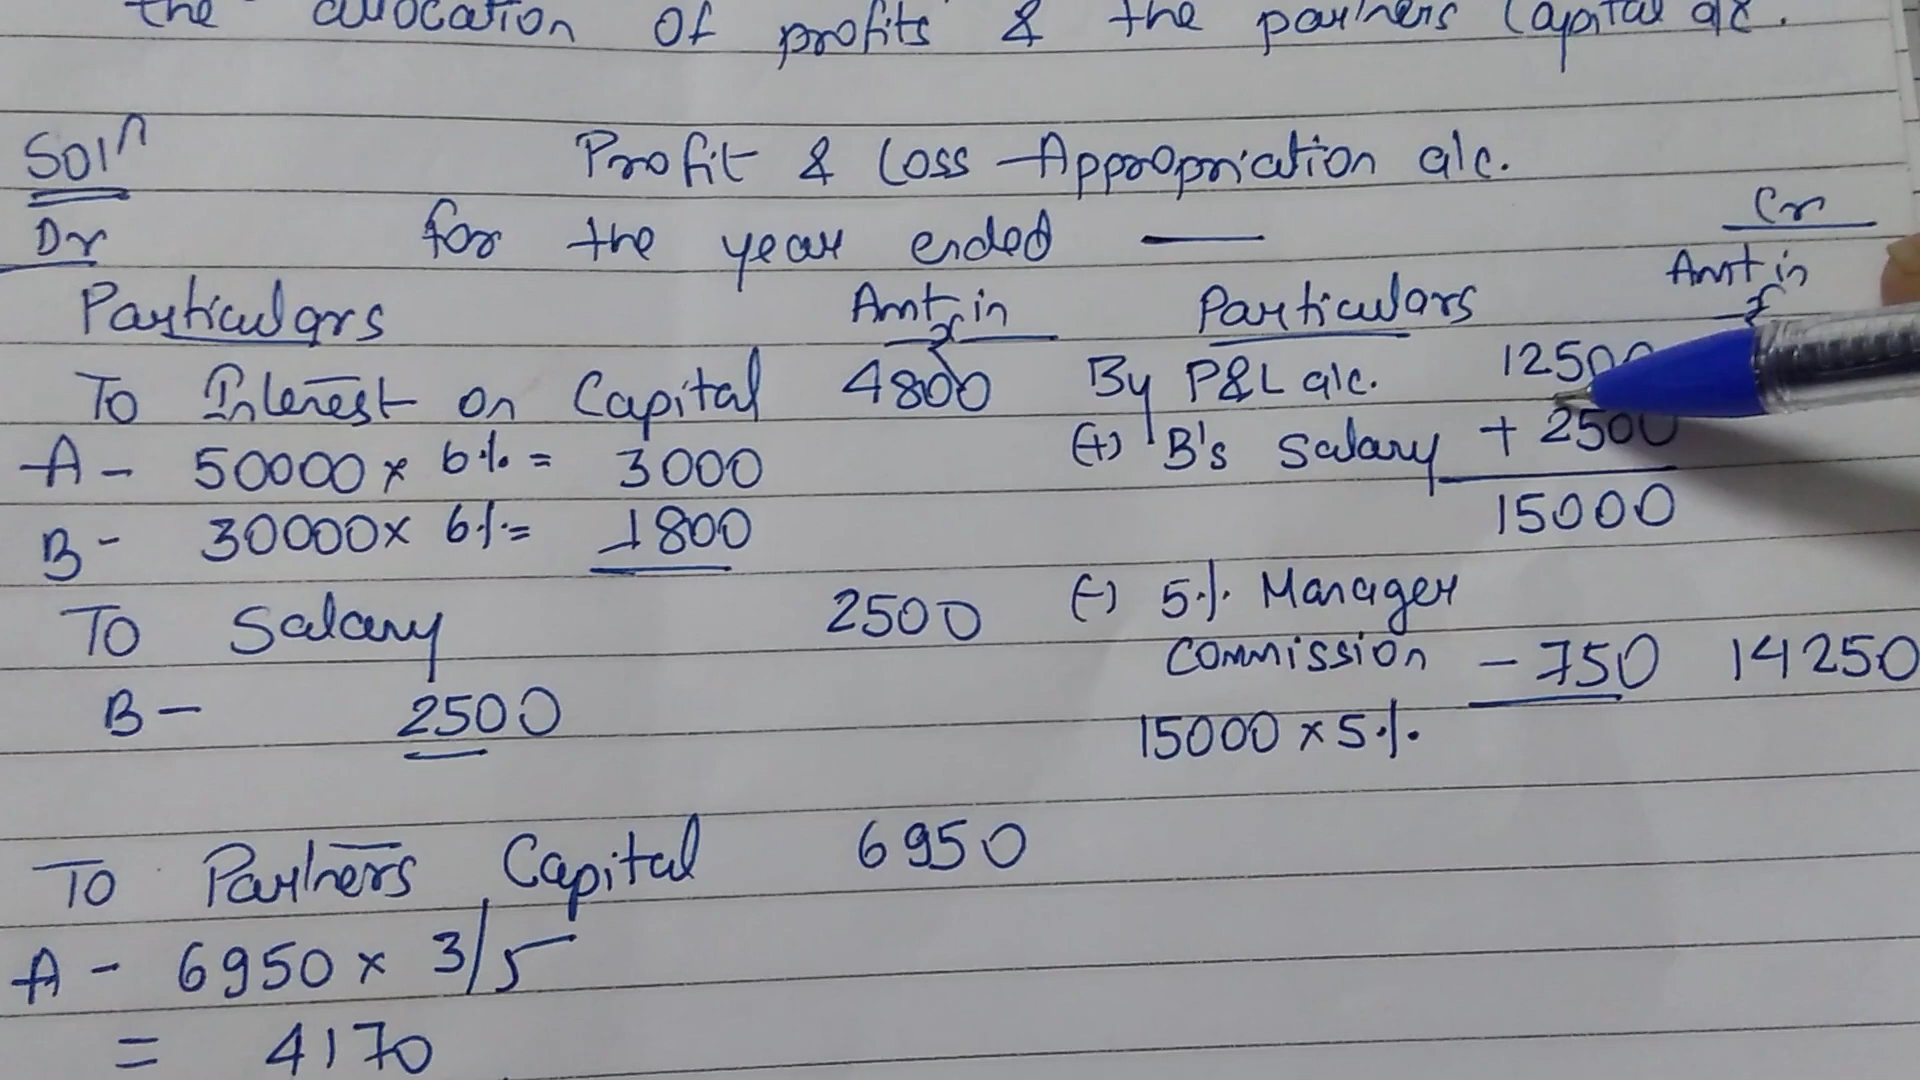 the allocation of profits & the partners Capital a/c.
Soln Profit & Loss Appropriation a/c.
Dr for the year ended — Cr
Particulars Amt in ₹ Particulars Amt in ₹
To Interest on Capital 4800 By P&L a/c. 12500
A - 50000 x 6% = 3000 (+) B's Salary + 2500
15000
B - 30000 x 6% = 1800
To Salary 2500 (-) 5% Manager
Commission - 750 14250
B - 2500
15000 x 5%
To Partners Capital 6950
A - 6950 x 3/5
= 4170